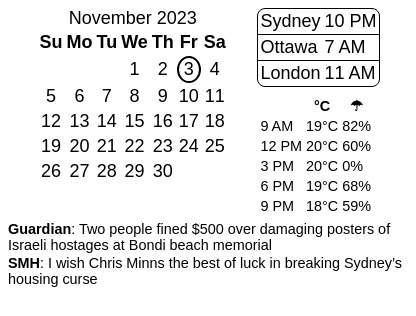 November 2023
Su Mo Tu We Th Fr Sa
1 2 3 4
5 6 7 8 9 10 11
12 13 14 15 16 17 18
19 20 21 22 23 24 25
26 27 28 29 30
Sydney 10 PM
Ottawa 7 AM
London 11 AM
°C ☂
9 AM 19°C 82%
12 PM 20°C 60%
3 PM 20°C 0%
6 PM 19°C 68%
9 PM 18°C 59%
Guardian: Two people fined $500 over damaging posters of
Israeli hostages at Bondi beach memorial
SMH: I wish Chris Minns the best of luck in breaking Sydney’s
housing curse